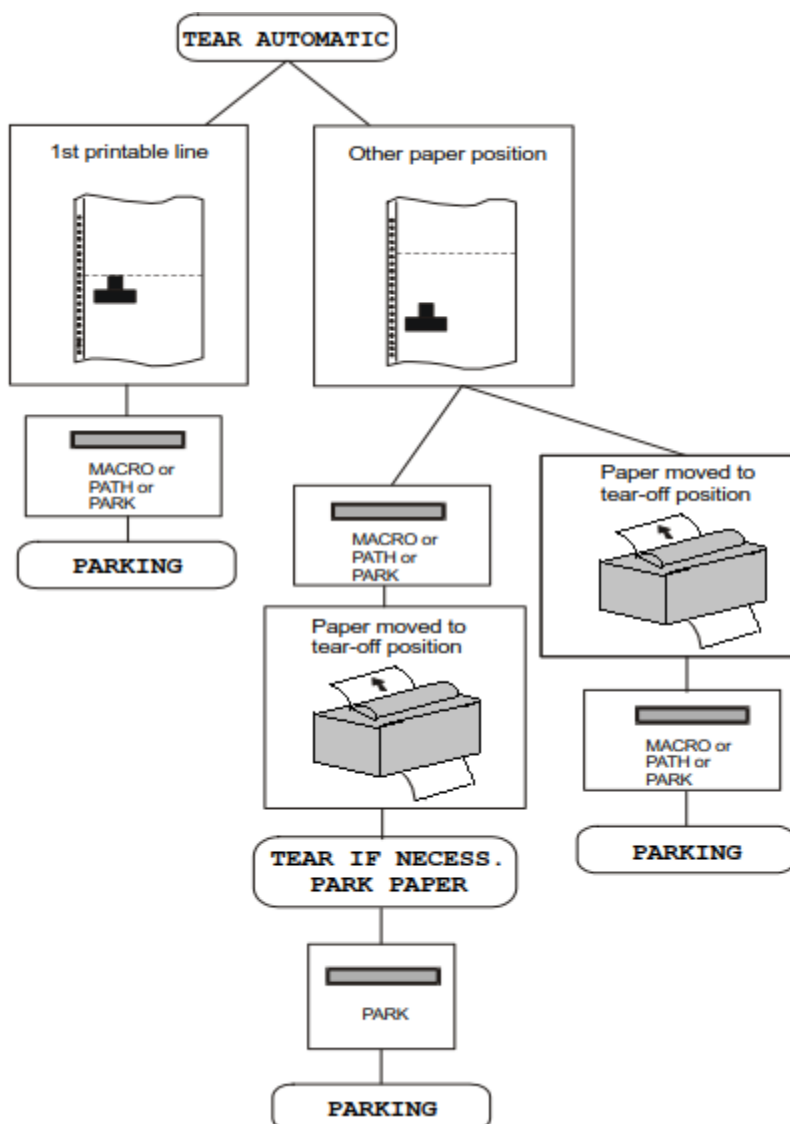 TEAR AUTOMATIC
1st printable line
Other paper position
MACRO or
PATH or
PARK
PARKING
MACRO or
PATH or
PARK
Paper moved to
tear-off position
TEAR IF NECESS.
PARK PAPER
PARK
PARKING
Paper moved to
tear-off position
MACRO or
PATH or
PARK
PARKING